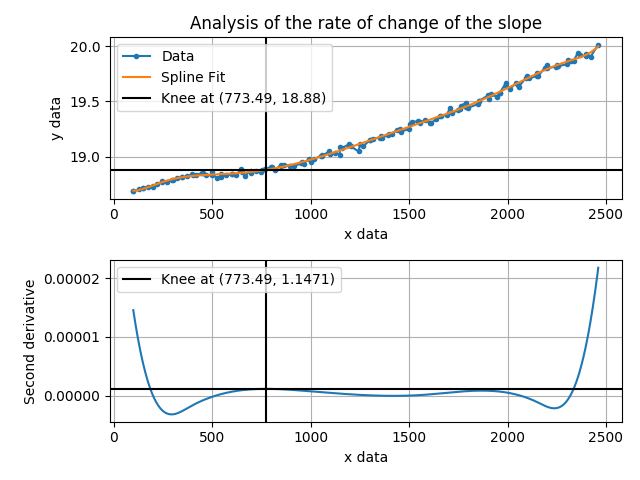 Analysis of the rate of change of the slope
Data
Spline Fit
Knee at (773.49, 18.88)
y data
20.0
19.5
19.0
0 500 1000 1500 2000 2500
x data
Knee at (773.49, 1.1471)
Second derivative
0.00002
0.00001
0.00000
0 500 1000 1500 2000 2500
x data